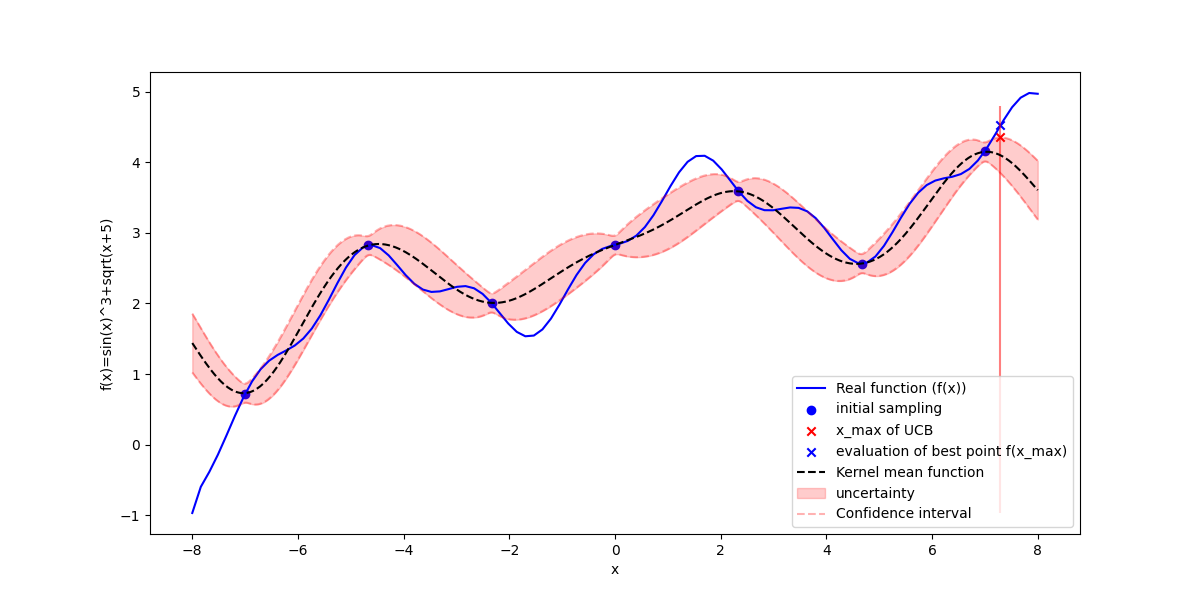 f(x)=sin(x)^3+sqrt(x+5)
5
4
3
2
1
0
−1
−8
−6
−4
−2
0
2
4
6
8
x
Real function (f(x))
initial sampling
x_max of UCB
evaluation of best point f(x_max)
Kernel mean function
uncertainty
Confidence interval